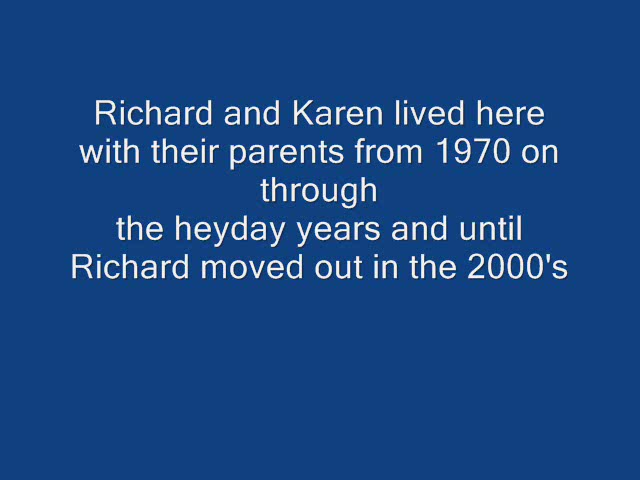 Richard and Karen lived here
with their parents from 1970 on
through
the heyday years and until
Richard moved out in the 2000's